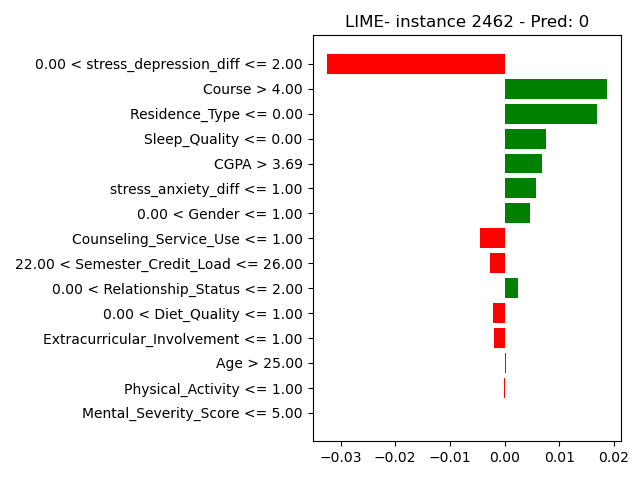 LIME- instance 2462 - Pred: 0
0.00 < stress_depression_diff <= 2.00
Course > 4.00
Residence_Type <= 0.00
Sleep_Quality <= 0.00
CGPA > 3.69
stress_anxiety_diff <= 1.00
0.00 < Gender <= 1.00
Counseling_Service_Use <= 1.00
22.00 < Semester_Credit_Load <= 26.00
0.00 < Relationship_Status <= 2.00
0.00 < Diet_Quality <= 1.00
Extracurricular_Involvement <= 1.00
Age > 25.00
Physical_Activity <= 1.00
Mental_Severity_Score <= 5.00
−0.03 −0.02 −0.01 0.00 0.01 0.02